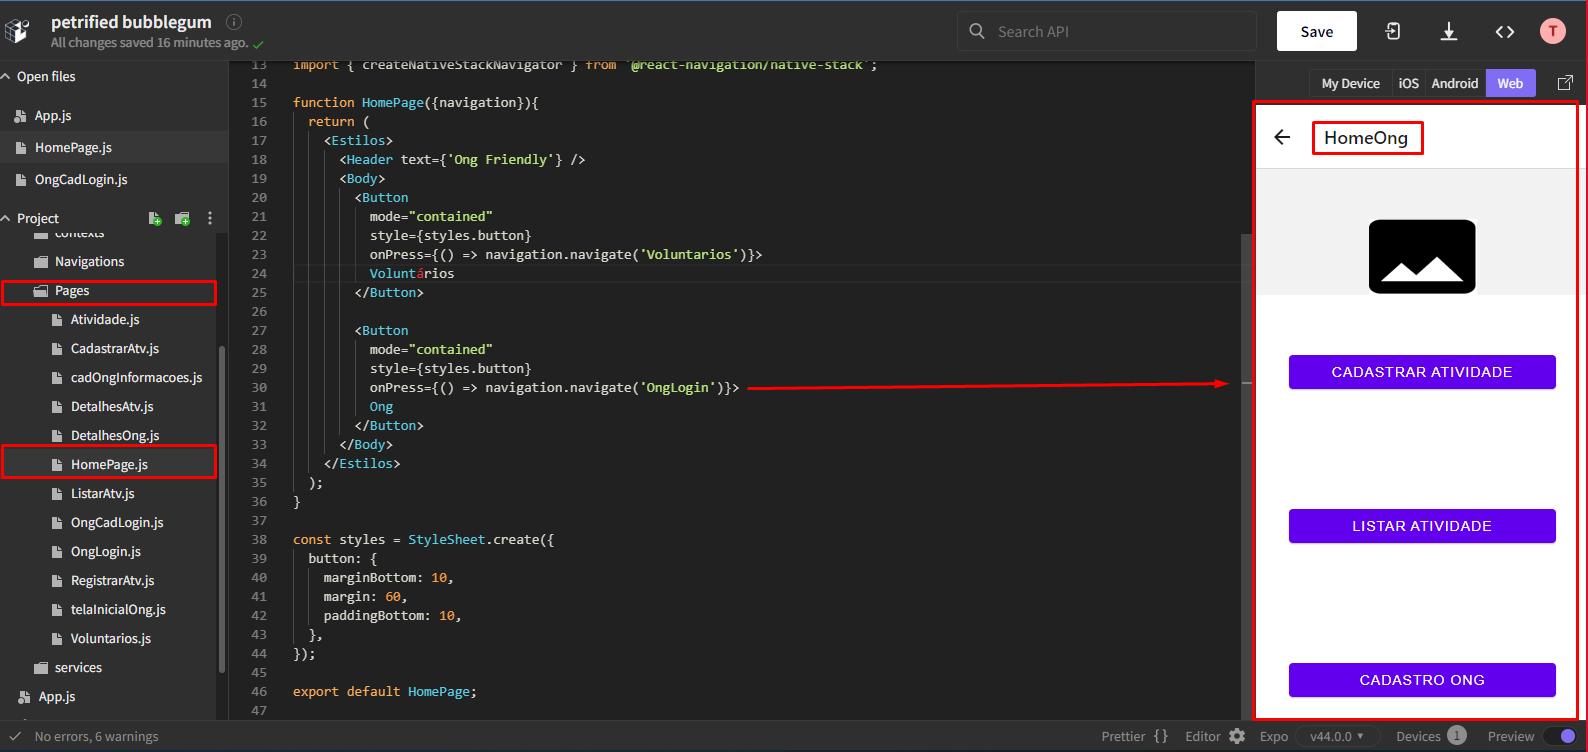 petrified bubblegum
All changes saved 16 minutes ago.
Search API
Save
T
Open files
App.js
HomePage.js
OngCadLogin.js
Project
contexts
Navigations
Pages
Atividade.js
CadastrarAtv.js
cadOngInformacoes.js
DetalhesAtv.js
DetalhesOng.js
HomePage.js
ListarAtv.js
OngCadLogin.js
OngLogin.js
RegistrarAtv.js
telaInicialOng.js
Voluntarios.js
services
App.js
13 import { createNativeStackNavigator } from '@react-navigation/native-stack';
14
15 function HomePage({navigation}){
16 return (
17 <Estilos>
18 <Header text={'Ong Friendly'} />
19 <Body>
20 <Button
21 mode="contained"
22 style={styles.button}
23 onPress={() => navigation.navigate('Voluntarios')}>
24 Voluntários
25 </Button>
26
27 <Button
28 mode="contained"
29 style={styles.button}
30 onPress={() => navigation.navigate('OngLogin')}>
31 Ong
32 </Button>
33 </Body>
34 </Estilos>
35 );
36 }
37
38 const styles = StyleSheet.create({
39 button: {
40 marginBottom: 10,
41 margin: 60,
42 paddingBottom: 10,
43 },
44 });
45
46 export default HomePage;
47
My Device iOS Android Web
HomeOng
CADASTRAR ATIVIDADE
LISTAR ATIVIDADE
CADASTRO ONG
No errors, 6 warnings
Prettier {} Editor Expo v44.0.0 Devices 1 Preview